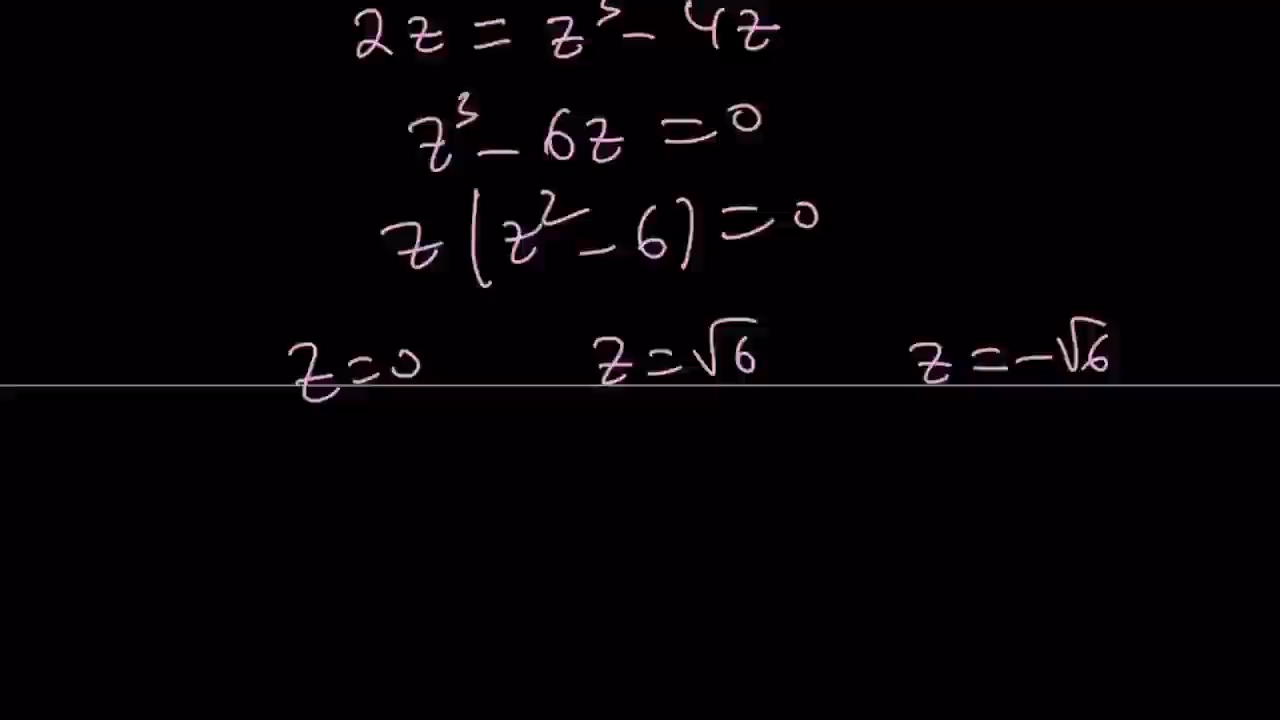 2z = z³ - 4z
z³ - 6z = 0
z(z² - 6) = 0
z = 0 z = √6 z = -√6